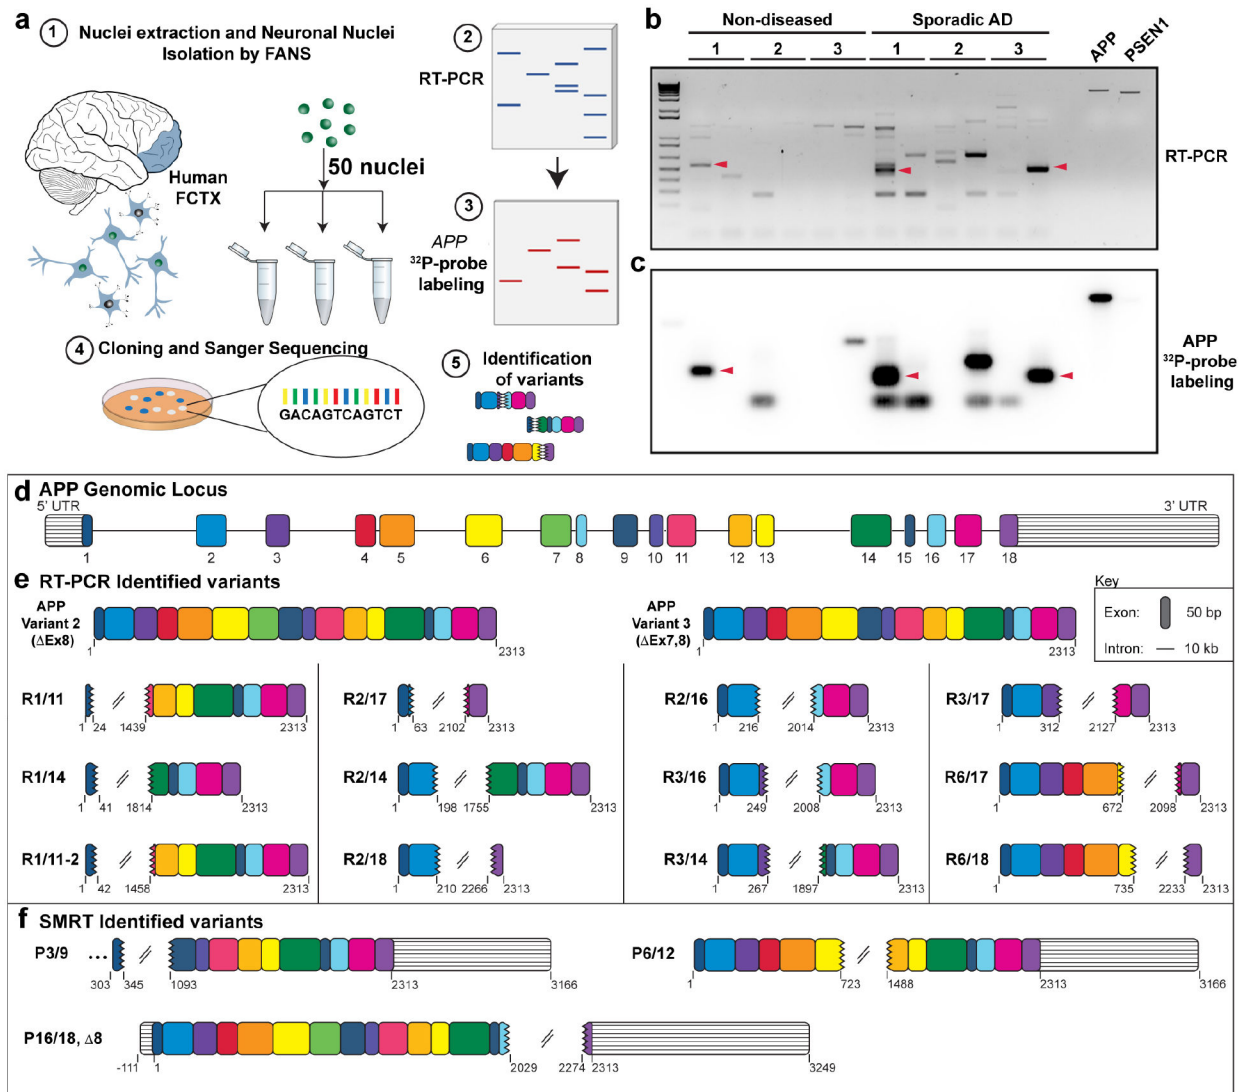 a
1 Nuclei extraction and Neuronal Nuclei
Isolation by FANS
Human
FCTX
50 nuclei
2
RT-PCR
3
APP
³²P-probe
labeling
4 Cloning and Sanger Sequencing
GACAGTCAGTCT
5 Identification
of variants
b
Non-diseased Sporadic AD
1 2 3 1 2 3 APP PSEN1
RT-PCR
c
APP
³²P-probe
labeling
d APP Genomic Locus
5' UTR 3' UTR
1 2 3 4 5 6 7 8 9 10 11 12 13 14 15 16 17 18
e RT-PCR Identified variants
Key
Exon: 50 bp
Intron: 10 kb
APP
Variant 2
(ΔEx8)
1 2313
APP
Variant 3
(ΔEx7,8)
1 2313
R1/11
1 24 1439 2313
R2/17
1 63 2102 2313
R2/16
1 216 2014 2313
R3/17
1 312 2127 2313
R1/14
1 41 1814 2313
R2/14
1 198 1755 2313
R3/16
1 249 2008 2313
R6/17
1 672 2098 2313
R1/11-2
1 42 1458 2313
R2/18
1 210 2266 2313
R3/14
1 267 1897 2313
R6/18
1 735 2233 2313
f SMRT Identified variants
P3/9 ...
303 345 1093 2313 3166
P6/12
1 723 1488 2313 3166
P16/18, Δ8
-111 1 2029 2274 2313 3249